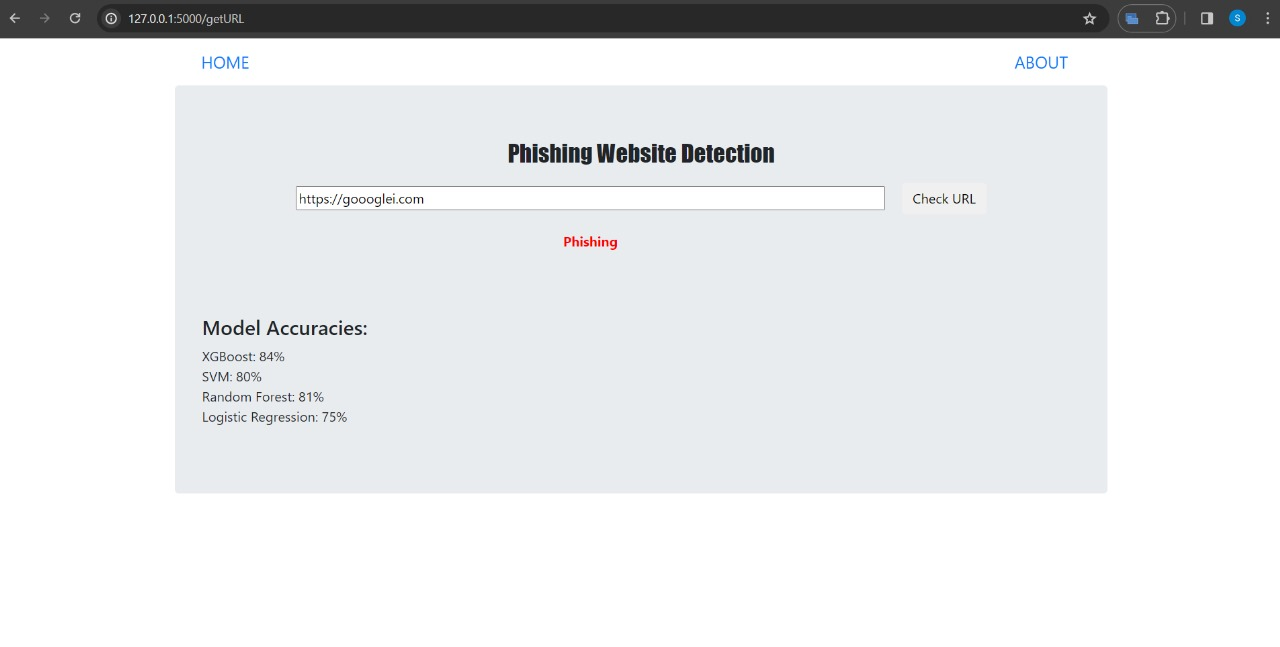 127.0.0.1:5000/getURL
S
HOME
ABOUT
Phishing Website Detection
https://goooglei.com
Check URL
Phishing
Model Accuracies:
XGBoost: 84%
SVM: 80%
Random Forest: 81%
Logistic Regression: 75%